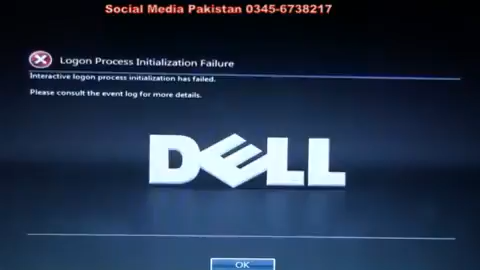 Social Media Pakistan 0345-6738217
Logon Process Initialization Failure
Interactive logon process initialization has failed.
Please consult the event log for more details.
DELL
OK